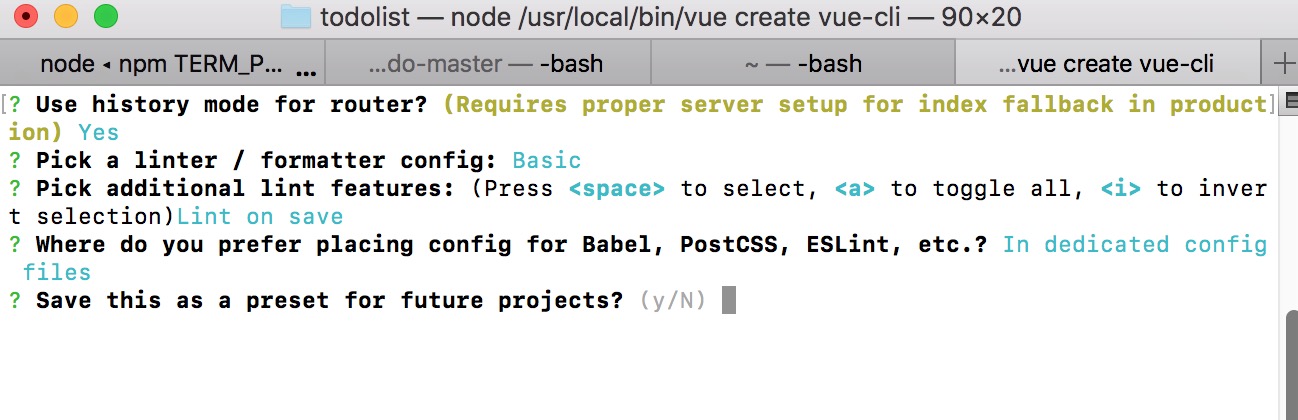 todolist — node /usr/local/bin/vue create vue-cli — 90×20
node ◂ npm TERM_P... ... ...do-master — -bash ~ — -bash ...vue create vue-cli +
[? Use history mode for router? (Requires proper server setup for index fallback in product]
ion) Yes
? Pick a linter / formatter config: Basic
? Pick additional lint features: (Press <space> to select, <a> to toggle all, <i> to inver
t selection)Lint on save
? Where do you prefer placing config for Babel, PostCSS, ESLint, etc.? In dedicated config
 files
? Save this as a preset for future projects? (y/N)